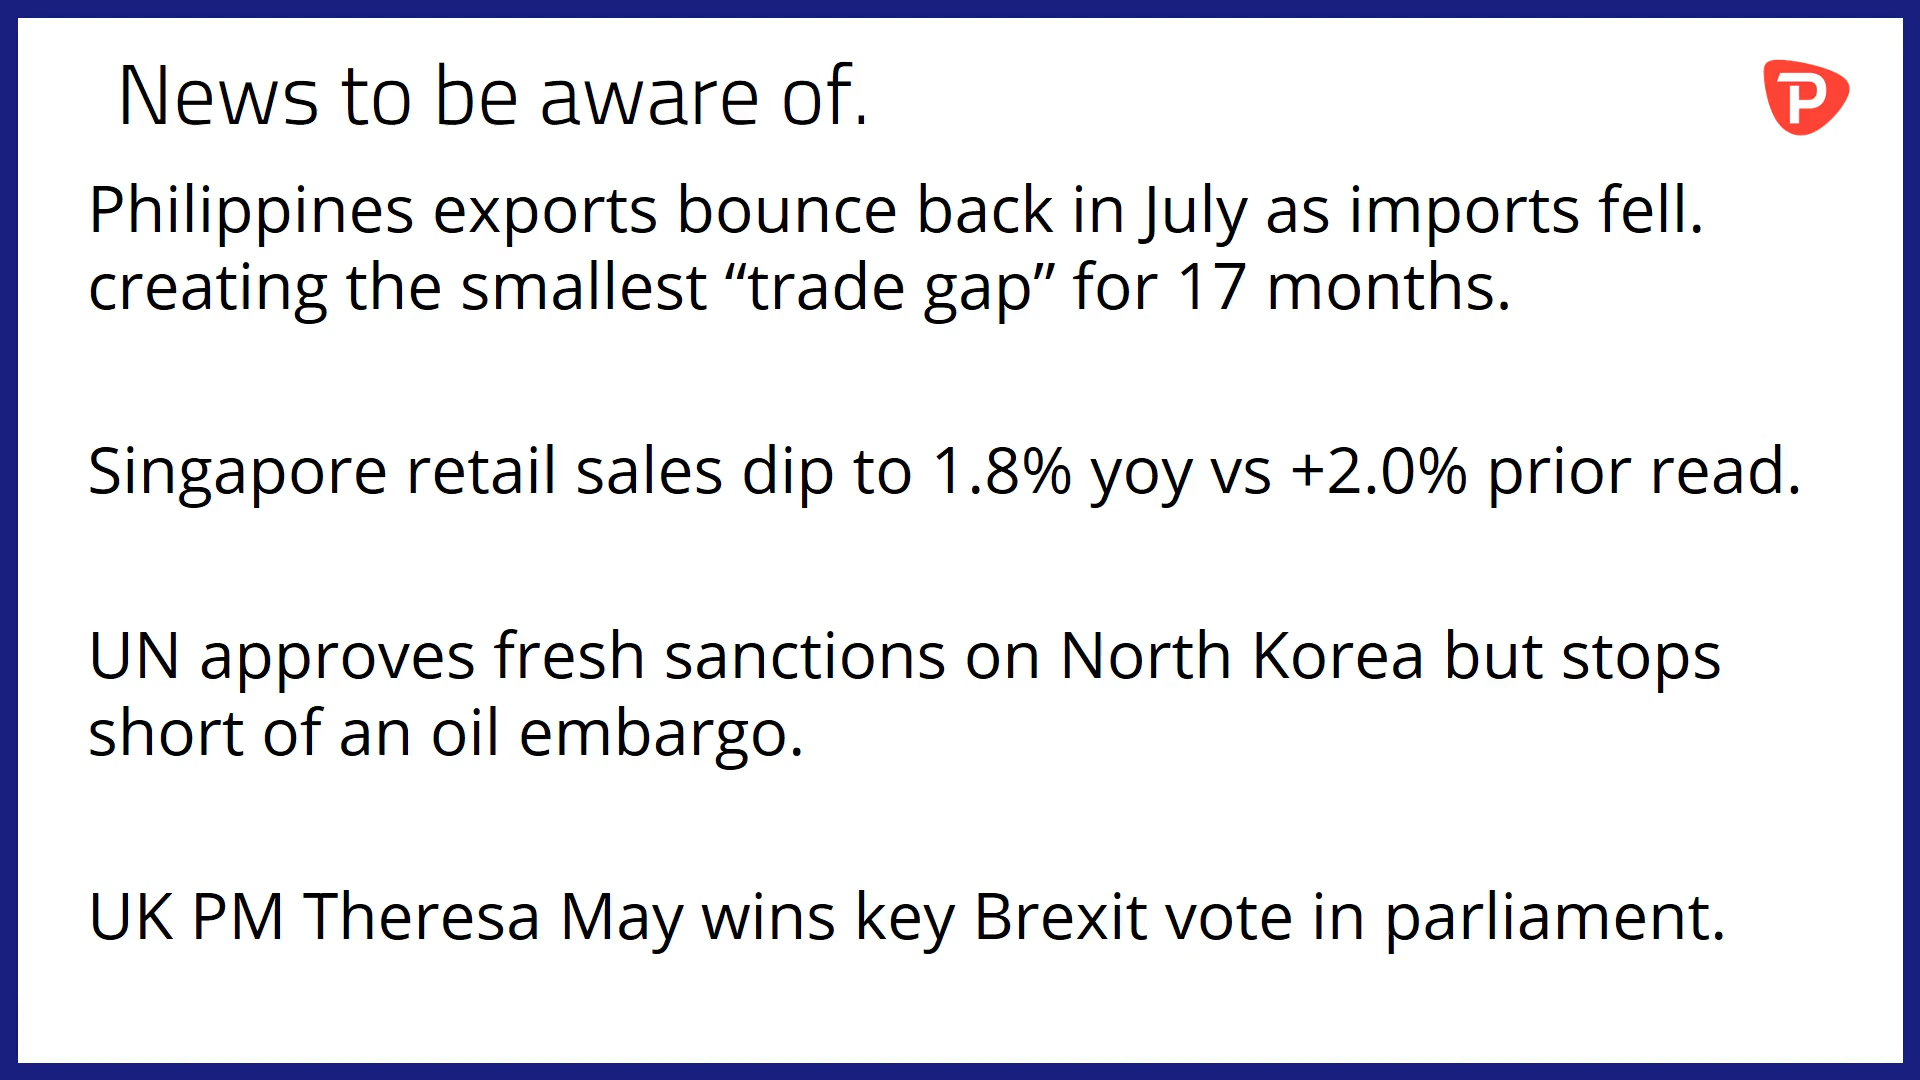 News to be aware of.
P
Philippines exports bounce back in July as imports fell.
creating the smallest “trade gap” for 17 months.
Singapore retail sales dip to 1.8% yoy vs +2.0% prior read.
UN approves fresh sanctions on North Korea but stops
short of an oil embargo.
UK PM Theresa May wins key Brexit vote in parliament.